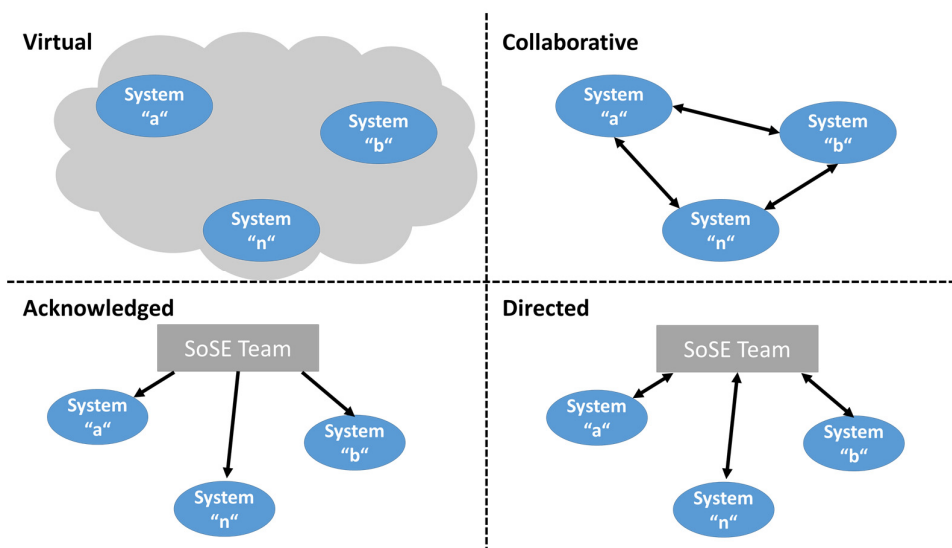 Virtual
System
“a“
System
“b“
System
“n“
Collaborative
System
“a“
System
“b“
System
“n“
Acknowledged
SoSE Team
System
“a“
System
“b“
System
“n“
Directed
SoSE Team
System
“a“
System
“b“
System
“n“